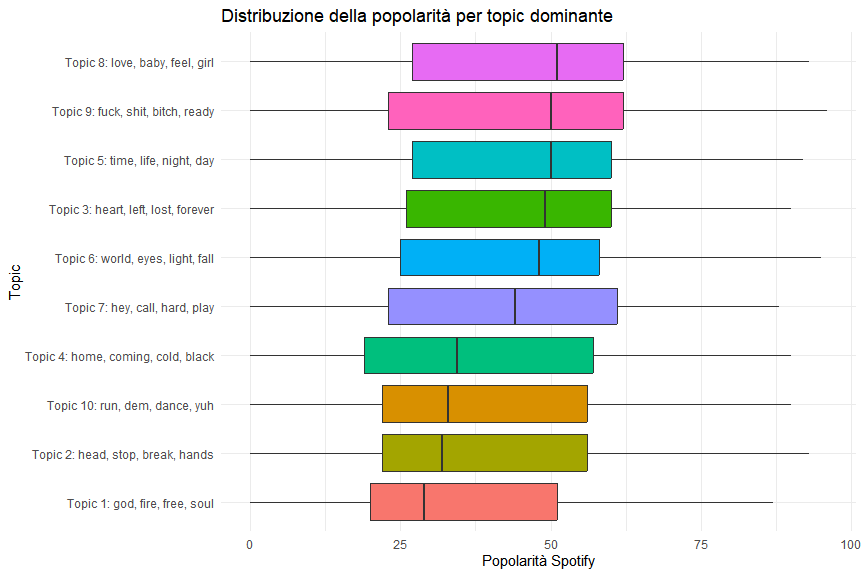 Distribuzione della popolarità per topic dominante
Topic 8: love, baby, feel, girl
Topic 9: fuck, shit, bitch, ready
Topic 5: time, life, night, day
Topic 3: heart, left, lost, forever
Topic 6: world, eyes, light, fall
Topic 7: hey, call, hard, play
Topic 4: home, coming, cold, black
Topic 10: run, dem, dance, yuh
Topic 2: head, stop, break, hands
Topic 1: god, fire, free, soul
Topic
0 25 50 75 100
Popolarità Spotify